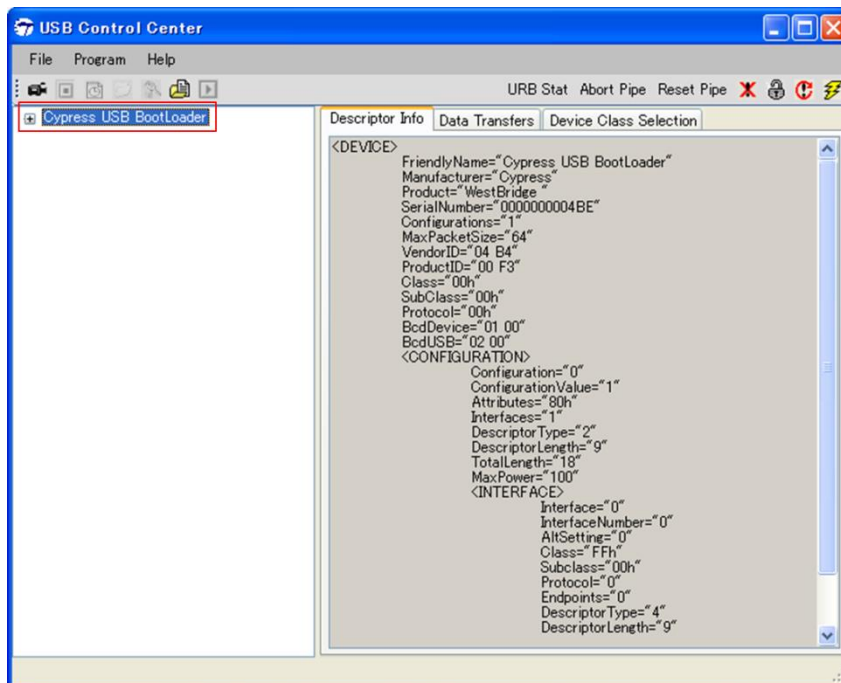 USB Control Center
File Program Help
URB Stat Abort Pipe Reset Pipe
Cypress USB BootLoader
Descriptor Info Data Transfers Device Class Selection
<DEVICE>
FriendlyName="Cypress USB BootLoader"
Manufacturer="Cypress"
Product="WestBridge "
SerialNumber="0000000004BE"
Configurations="1"
MaxPacketSize="64"
VendorID="04 B4"
ProductID="00 F3"
Class="00h"
SubClass="00h"
Protocol="00h"
BcdDevice="01 00"
BcdUSB="02 00"
<CONFIGURATION>
Configuration="0"
ConfigurationValue="1"
Attributes="80h"
Interfaces="1"
DescriptorType="2"
DescriptorLength="9"
TotalLength="18"
MaxPower="100"
<INTERFACE>
Interface="0"
InterfaceNumber="0"
AltSetting="0"
Class="FFh"
Subclass="00h"
Protocol="0"
Endpoints="0"
DescriptorType="4"
DescriptorLength="9"